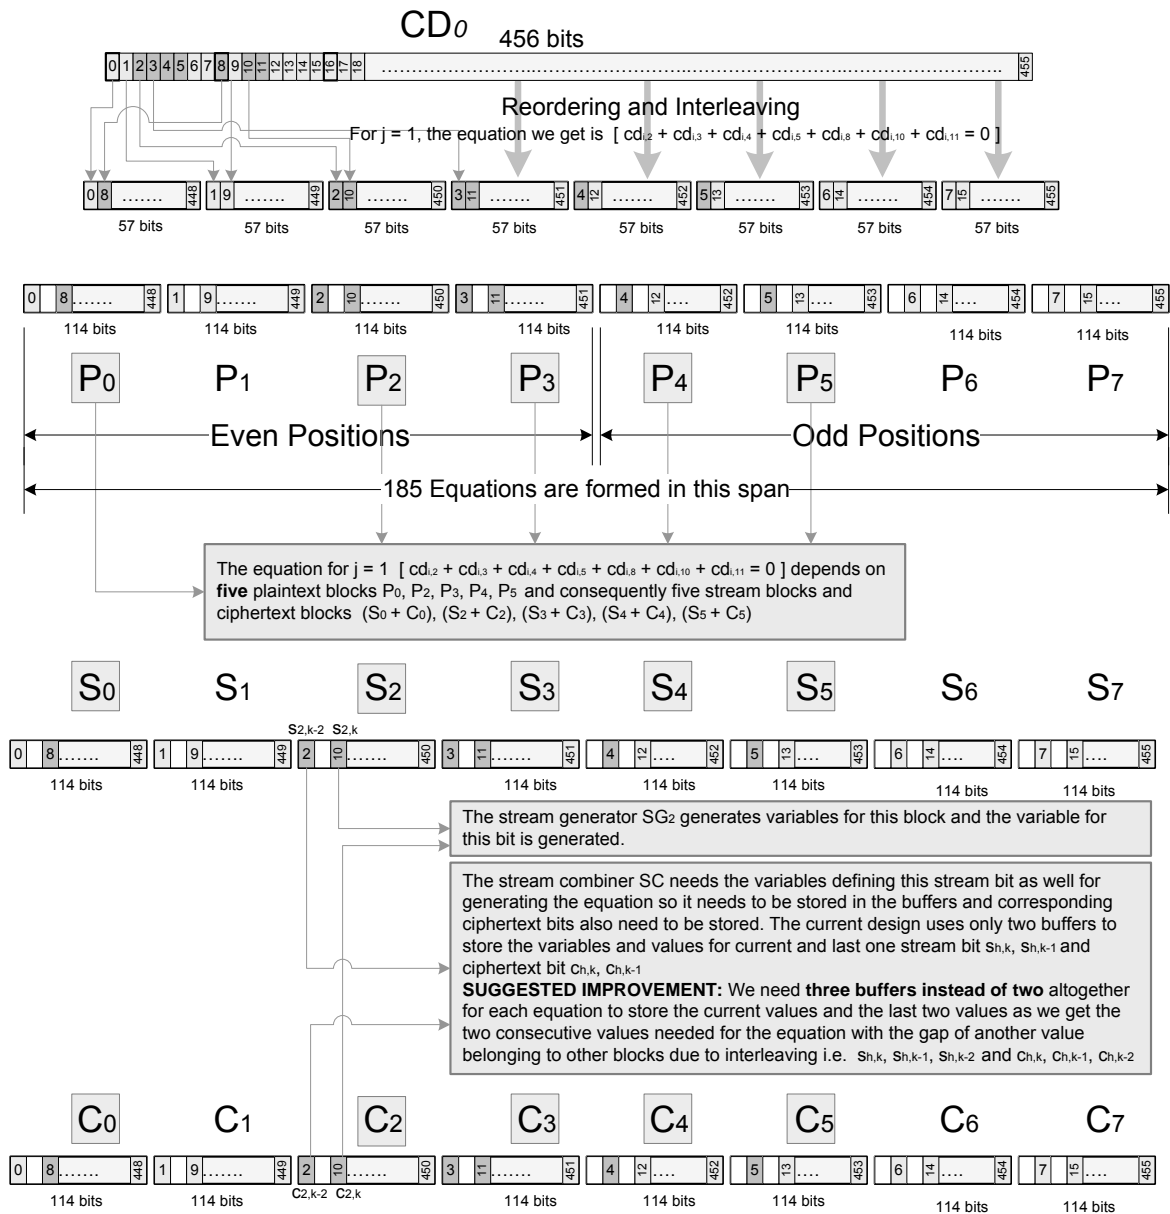 CD0
456 bits
0 1 2 3 4 5 6 7 8 9 10 11 12 13 14 15 16 17 18 ........ 455
Reordering and Interleaving
For j = 1, the equation we get is [ cdi,2 + cdi,3 + cdi,4 + cdi,5 + cdi,8 + cdi,10 + cdi,11 = 0 ]
0 8 ....... 448 1 9 ....... 449 2 10 ....... 450 3 11 ....... 451 4 12 ....... 452 5 13 ....... 453 6 14 ....... 454 7 15 ....... 455
57 bits 57 bits 57 bits 57 bits 57 bits 57 bits 57 bits 57 bits
0 8 ....... 448 1 9 ....... 449 2 10 ....... 450 3 11 ....... 451 4 12 .... 452 5 13 .... 453 6 14 .... 454 7 15 .... 455
114 bits 114 bits 114 bits 114 bits 114 bits 114 bits 114 bits 114 bits
P0 P1 P2 P3 P4 P5 P6 P7
Even Positions Odd Positions
185 Equations are formed in this span
The equation for j = 1 [ cdi,2 + cdi,3 + cdi,4 + cdi,5 + cdi,8 + cdi,10 + cdi,11 = 0 ] depends on
five plaintext blocks P0, P2, P3, P4, P5 and consequently five stream blocks and
ciphertext blocks (S0 + C0), (S2 + C2), (S3 + C3), (S4 + C4), (S5 + C5)
S0 S1 S2 S3 S4 S5 S6 S7
s2,k-2 s2,k
0 8 ....... 448 1 9 ....... 449 2 10 ....... 450 3 11 ....... 451 4 12 .... 452 5 13 .... 453 6 14 .... 454 7 15 .... 455
114 bits 114 bits 114 bits 114 bits 114 bits 114 bits 114 bits
The stream generator SG2 generates variables for this block and the variable for
this bit is generated.
The stream combiner SC needs the variables defining this stream bit as well for
generating the equation so it needs to be stored in the buffers and corresponding
ciphertext bits also need to be stored. The current design uses only two buffers to
store the variables and values for current and last one stream bit sh,k, sh,k-1 and
ciphertext bit ch,k, ch,k-1
SUGGESTED IMPROVEMENT: We need three buffers instead of two altogether
for each equation to store the current values and the last two values as we get the
two consecutive values needed for the equation with the gap of another value
belonging to other blocks due to interleaving i.e. sh,k, sh,k-1, sh,k-2 and ch,k, ch,k-1, ch,k-2
C0 C1 C2 C3 C4 C5 C6 C7
0 8 ....... 448 1 9 ....... 449 2 10 ....... 450 3 11 ....... 451 4 12 .... 452 5 13 .... 453 6 14 .... 454 7 15 .... 455
c2,k-2 c2,k
114 bits 114 bits 114 bits 114 bits 114 bits 114 bits 114 bits